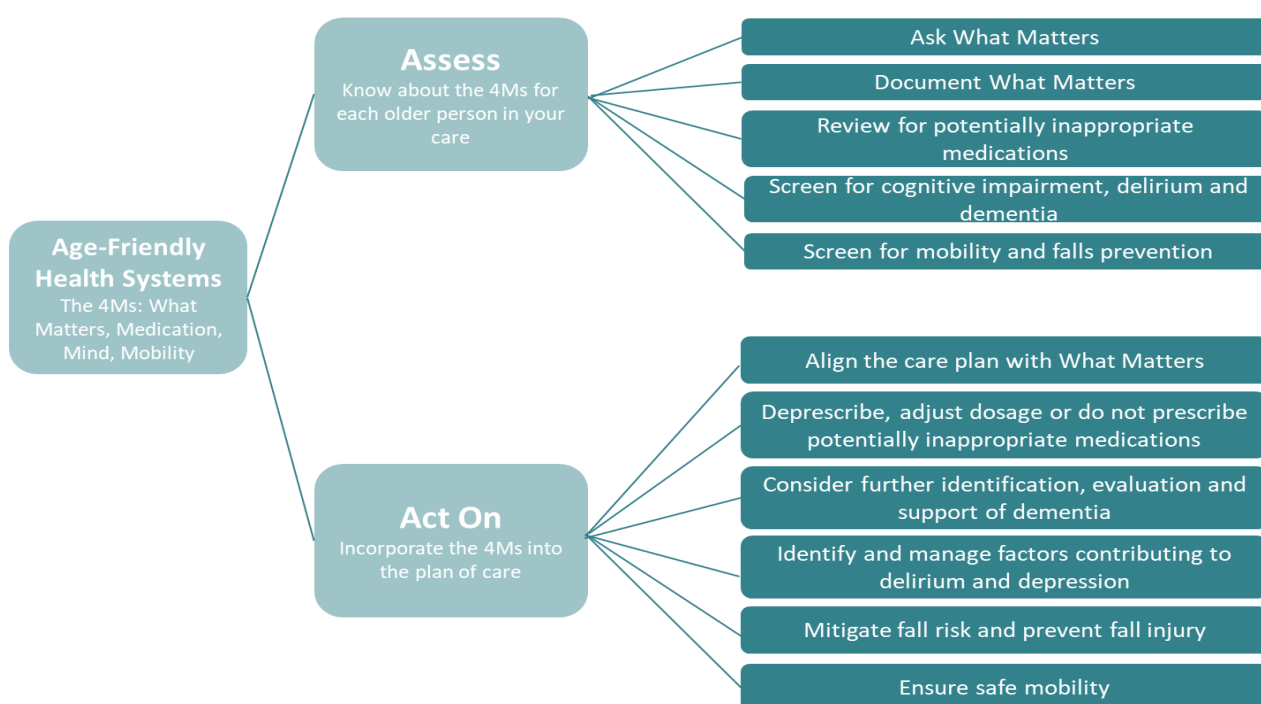 Age-Friendly
Health Systems
The 4Ms: What
Matters, Medication,
Mind, Mobility
Assess
Know about the 4Ms for
each older person in your
care
Ask What Matters
Document What Matters
Review for potentially inappropriate
medications
Screen for cognitive impairment, delirium and
dementia
Screen for mobility and falls prevention
Act On
Incorporate the 4Ms into
the plan of care
Align the care plan with What Matters
Deprescribe, adjust dosage or do not prescribe
potentially inappropriate medications
Consider further identification, evaluation and
support of dementia
Identify and manage factors contributing to
delirium and depression
Mitigate fall risk and prevent fall injury
Ensure safe mobility